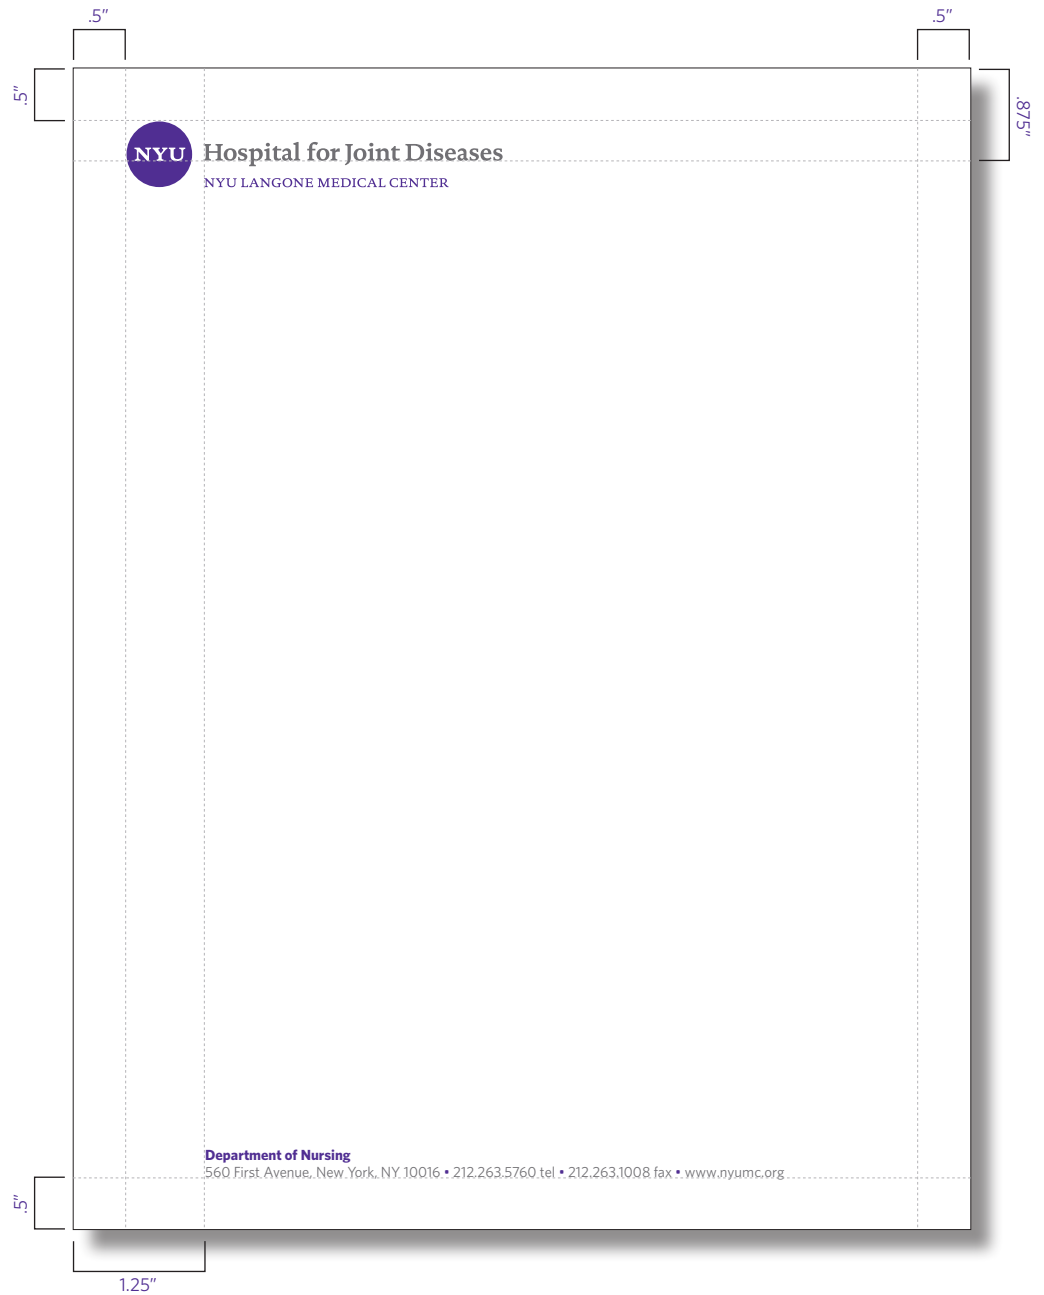 .5”
.5”
.5”
.875”
NYU
Hospital for Joint Diseases
NYU LANGONE MEDICAL CENTER
Department of Nursing
560 First Avenue, New York, NY 10016 • 212.263.5760 tel • 212.263.1008 fax • www.nyumc.org
.5”
1.25”